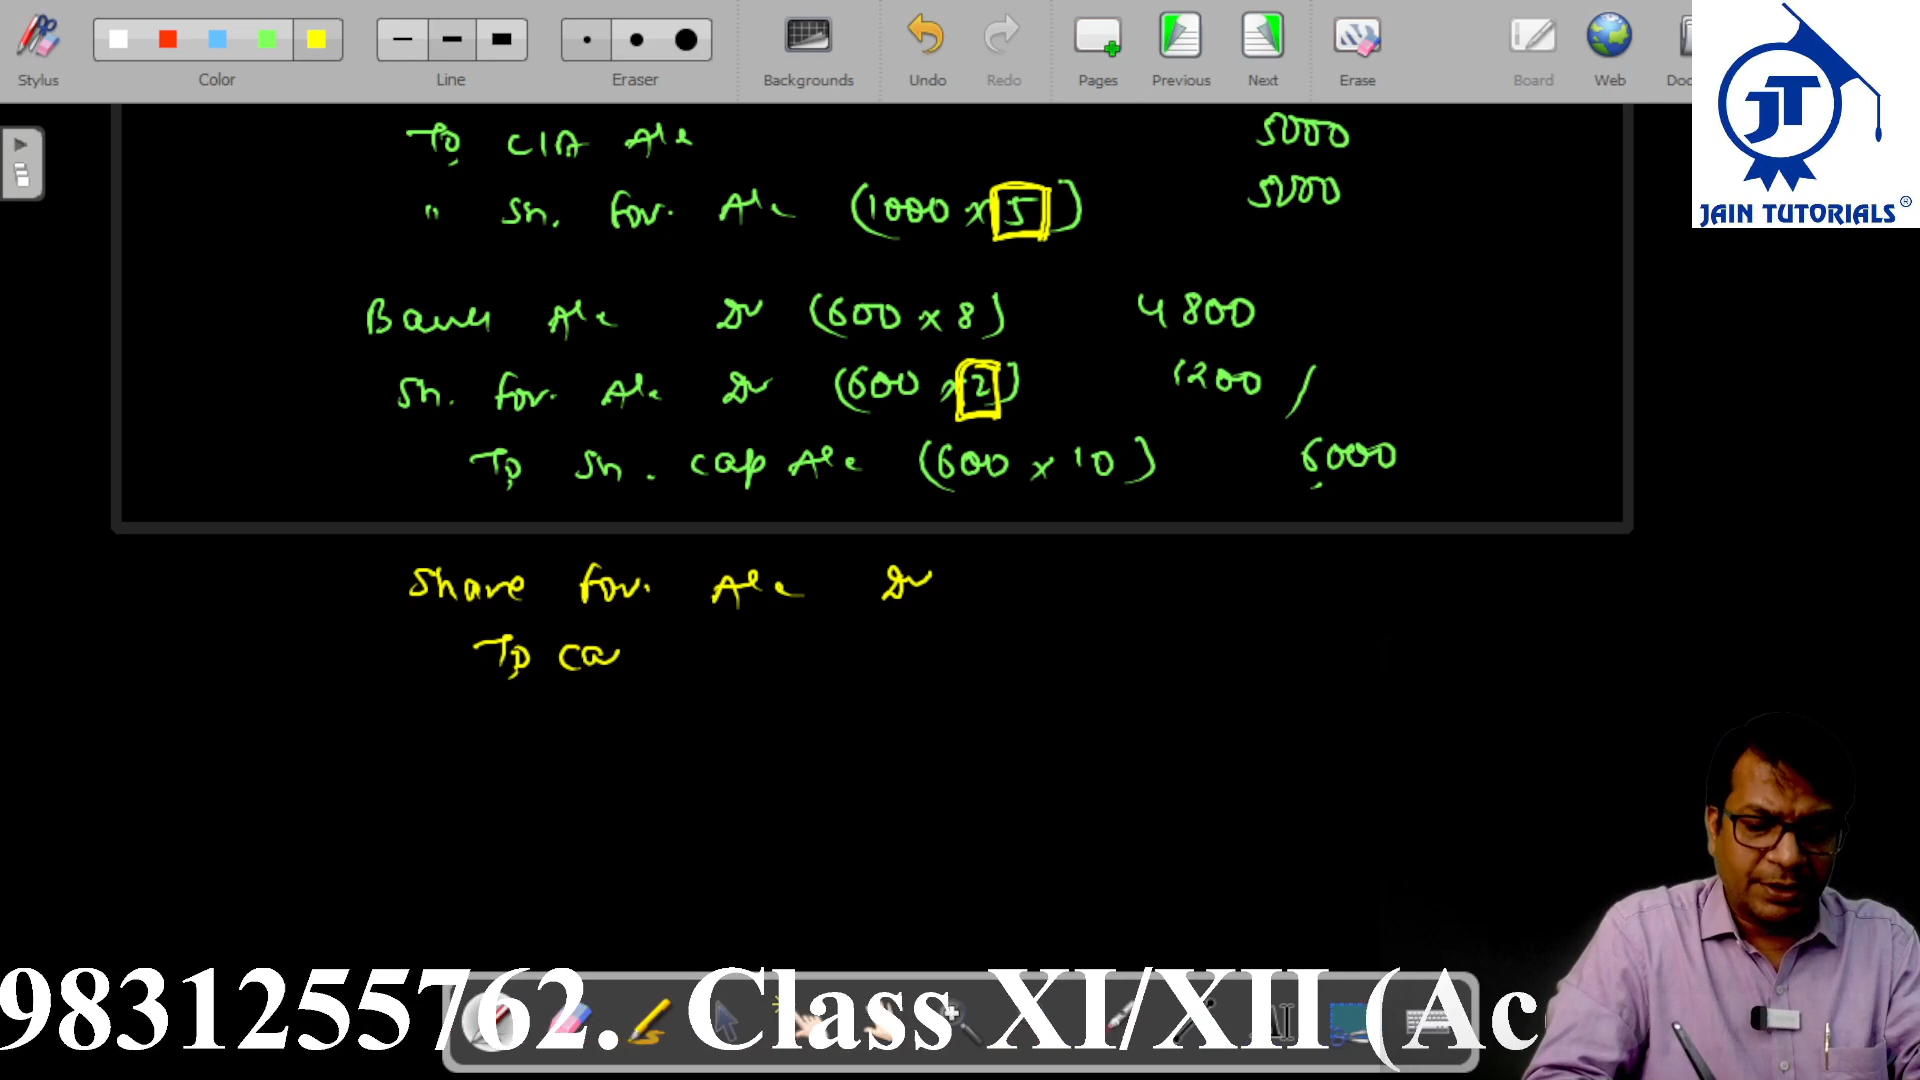 Stylus
Color
Line
Eraser
Backgrounds
Undo
Redo
Pages
Previous
Next
Erase
Board
Web
JT
JAIN TUTORIALS®
To CIA A/c 5000
" Sh. For. A/c (1000 × 5) 5000
Bank A/c Dr (600 × 8) 4800
Sh. For. A/c Dr (600 × 2) 1200 /
To Sh. Cap A/c (600 × 10) 6000
Share For. A/c Dr
To Ca
9831255762. Class XI/XII (Ac